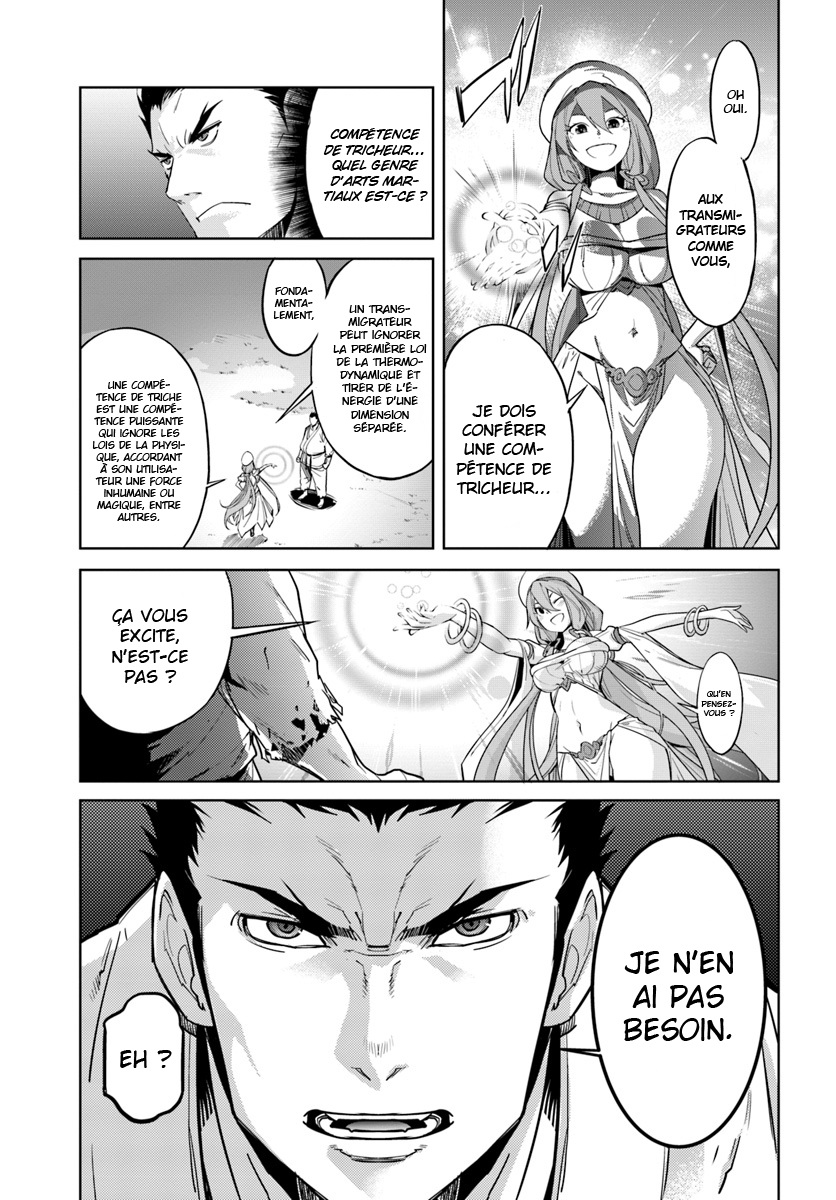 OH
OUI.
AUX
TRANSMI-
GRATEURS
COMME
VOUS,
JE DOIS
CONFÉRER
UNE COM-
PÉTENCE DE
TRICHEUR...
COMPÉTENCE
DE TRICHEUR...
QUEL GENRE
D'ARTS MAR-
TIAUX EST-CE ?
FONDA-
MENTA-
LEMENT,
UN TRANS-
MIGRATEUR
PEUT IGNORER
LA PREMIÈRE LOI
DE LA THERMO-
DYNAMIQUE ET
TIRER DE L'É-
NERGIE D'UNE
DIMENSION
SÉPARÉE.
UNE COMPÉ-
TENCE DE TRICHE
EST UNE COMPÉ-
TENCE PUISSANTE
QUI IGNORE LES
LOIS DE LA PHYSI-
QUE, ACCORDANT
À SON UTILISA-
TEUR UNE FORCE
INHUMAINE OU
MAGIQUE, ENTRE
AUTRES.
QU'EN
PENSEZ-
VOUS ?
ÇA VOUS
EXCITE,
N'EST-CE
PAS ?
JE N'EN
AI PAS
BESOIN.
EH ?